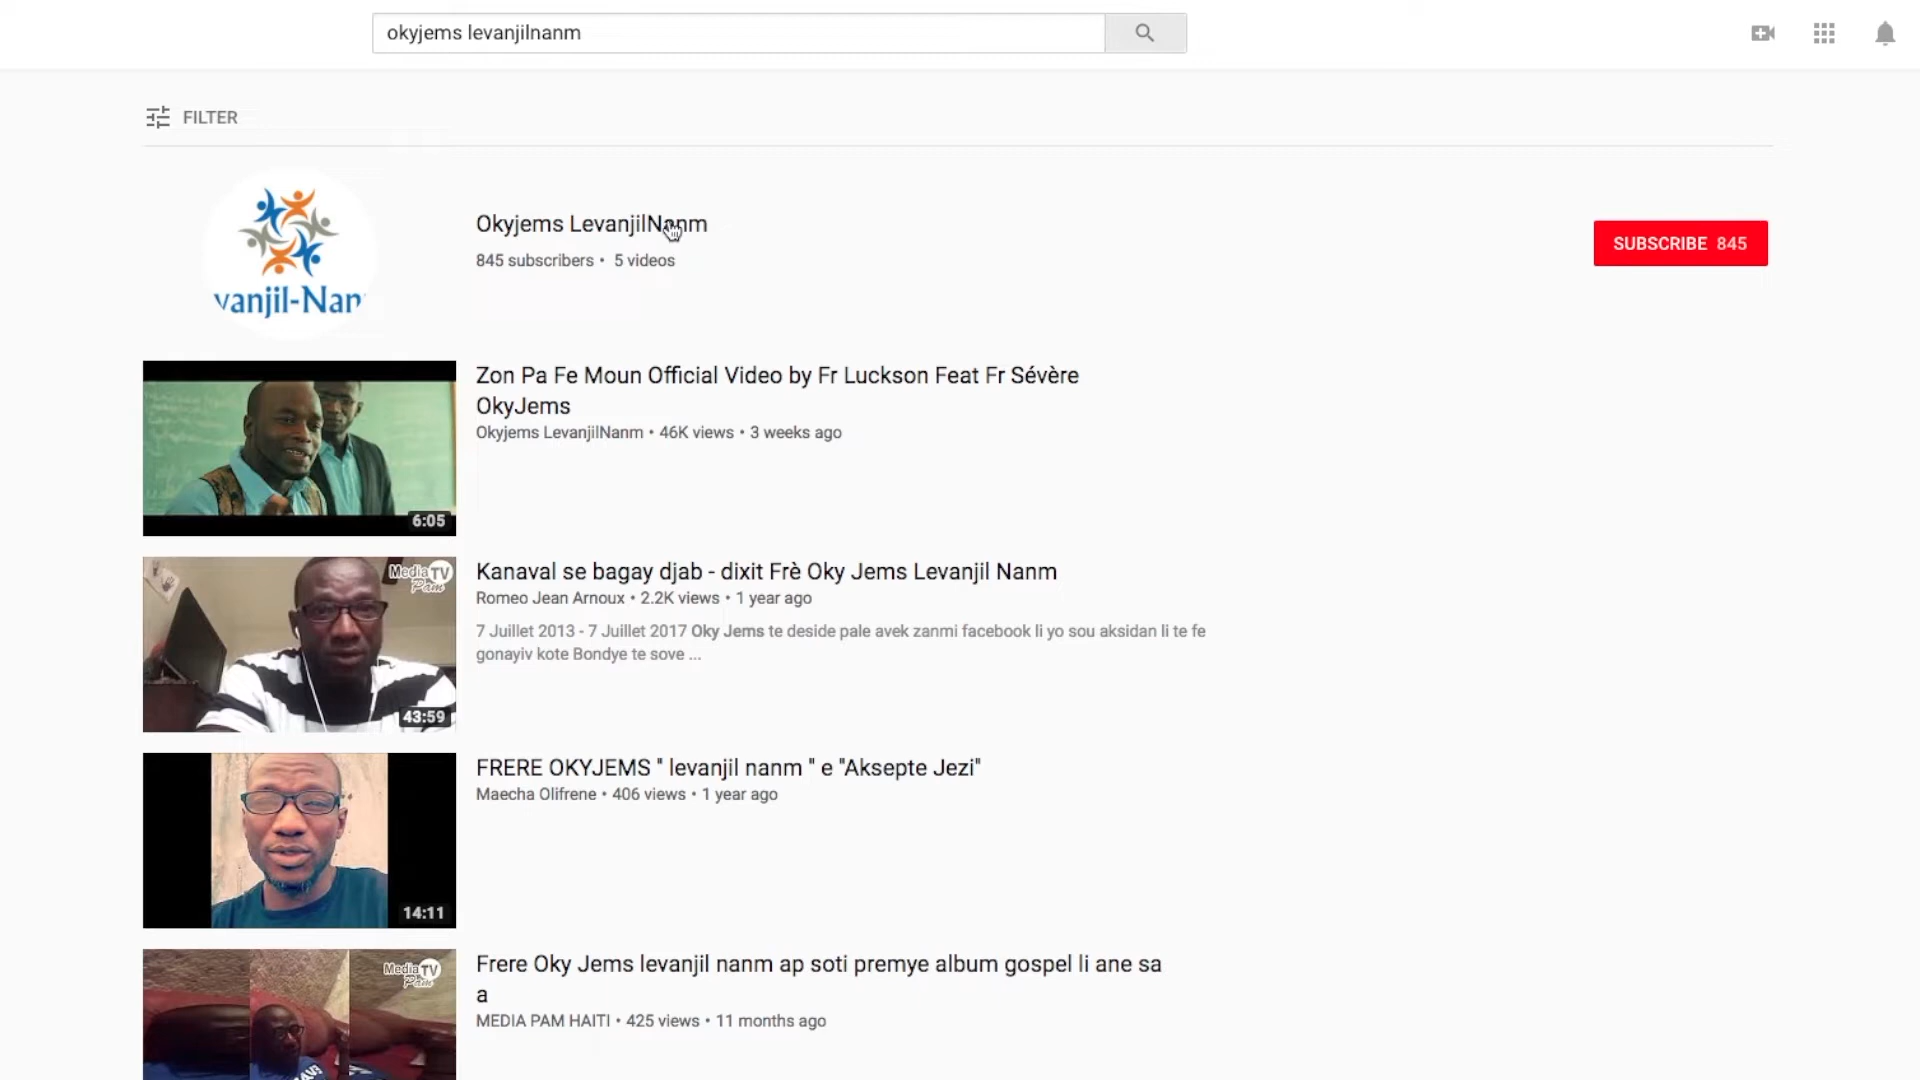 okyjems levanjilnanm
FILTER
vanjil-Nan
Okyjems LevanjilNanm
845 subscribers • 5 videos
SUBSCRIBE 845
6:05
Zon Pa Fe Moun Official Video by Fr Luckson Feat Fr Sévère
OkyJems
Okyjems LevanjilNanm • 46K views • 3 weeks ago
Media TV
Pam
43:59
Kanaval se bagay djab - dixit Frè Oky Jems Levanjil Nanm
Romeo Jean Arnoux • 2.2K views • 1 year ago
7 Juillet 2013 - 7 Juillet 2017 Oky Jems te deside pale avek zanmi facebook li yo sou aksidan li te fe
gonayiv kote Bondye te sove ...
14:11
FRERE OKYJEMS " levanjil nanm " e "Aksepte Jezi"
Maecha Olifrene • 406 views • 1 year ago
Media TV
Pam
Frere Oky Jems levanjil nanm ap soti premye album gospel li ane sa
a
MEDIA PAM HAITI • 425 views • 11 months ago